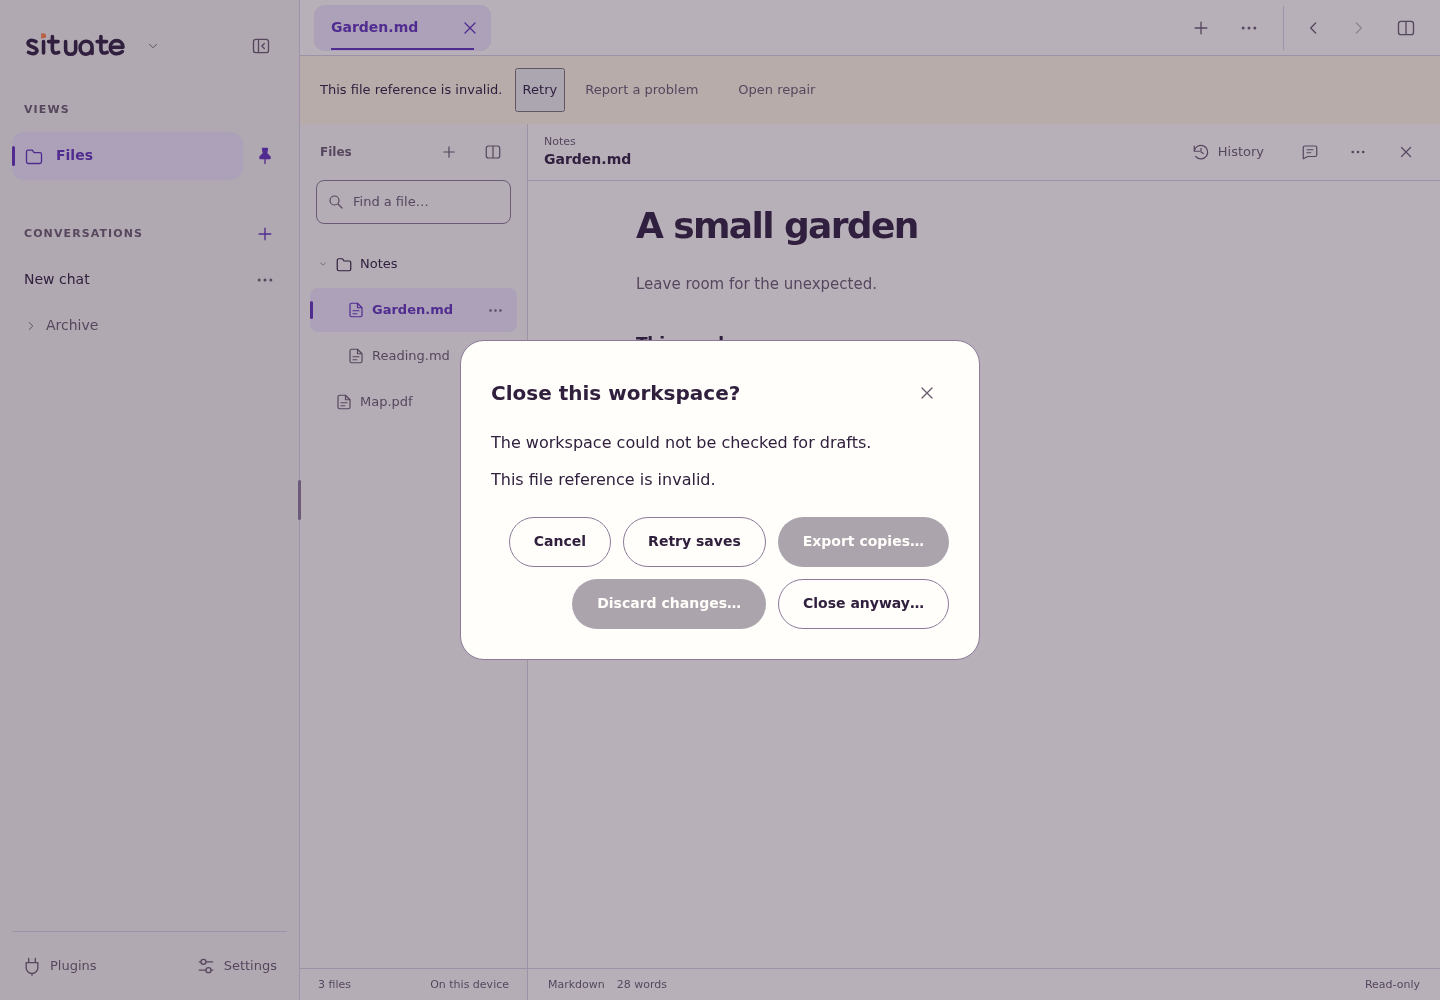 situate
VIEWS
Files
CONVERSATIONS
New chat
Archive
Plugins
Settings
Garden.md
This file reference is invalid.
Retry
Report a problem
Open repair
Files
Find a file...
Notes
Garden.md
Reading.md
Map.pdf
3 files
On this device
Notes
Garden.md
History
A small garden
Leave room for the unexpected.
Close this workspace?
The workspace could not be checked for drafts.
This file reference is invalid.
Cancel
Retry saves
Export copies...
Discard changes...
Close anyway...
Markdown
28 words
Read-only